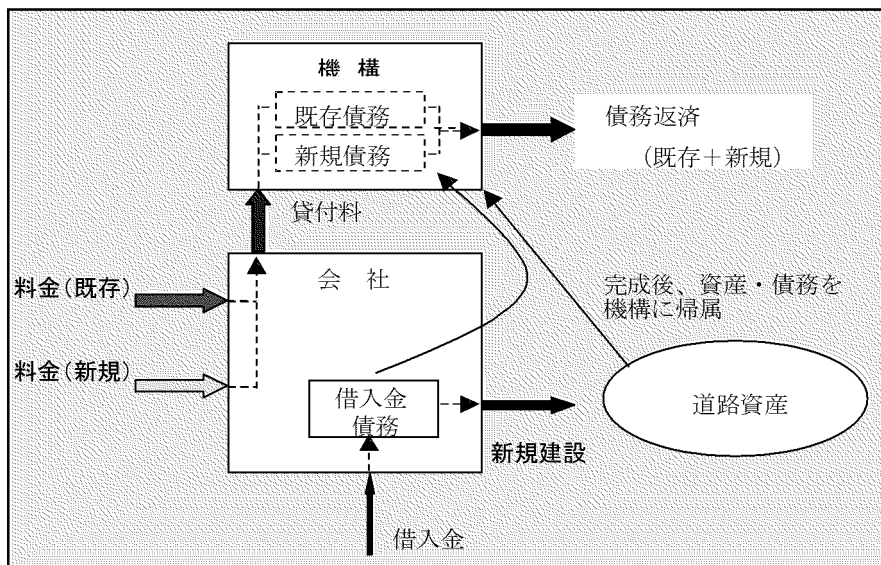 機 構
既存債務
新規債務
債務返済
（既存＋新規）
貸付料
会 社
料金(既存)
料金(新規)
完成後、資産・債務を
機構に帰属
借入金
債務
道路資産
新規建設
借入金